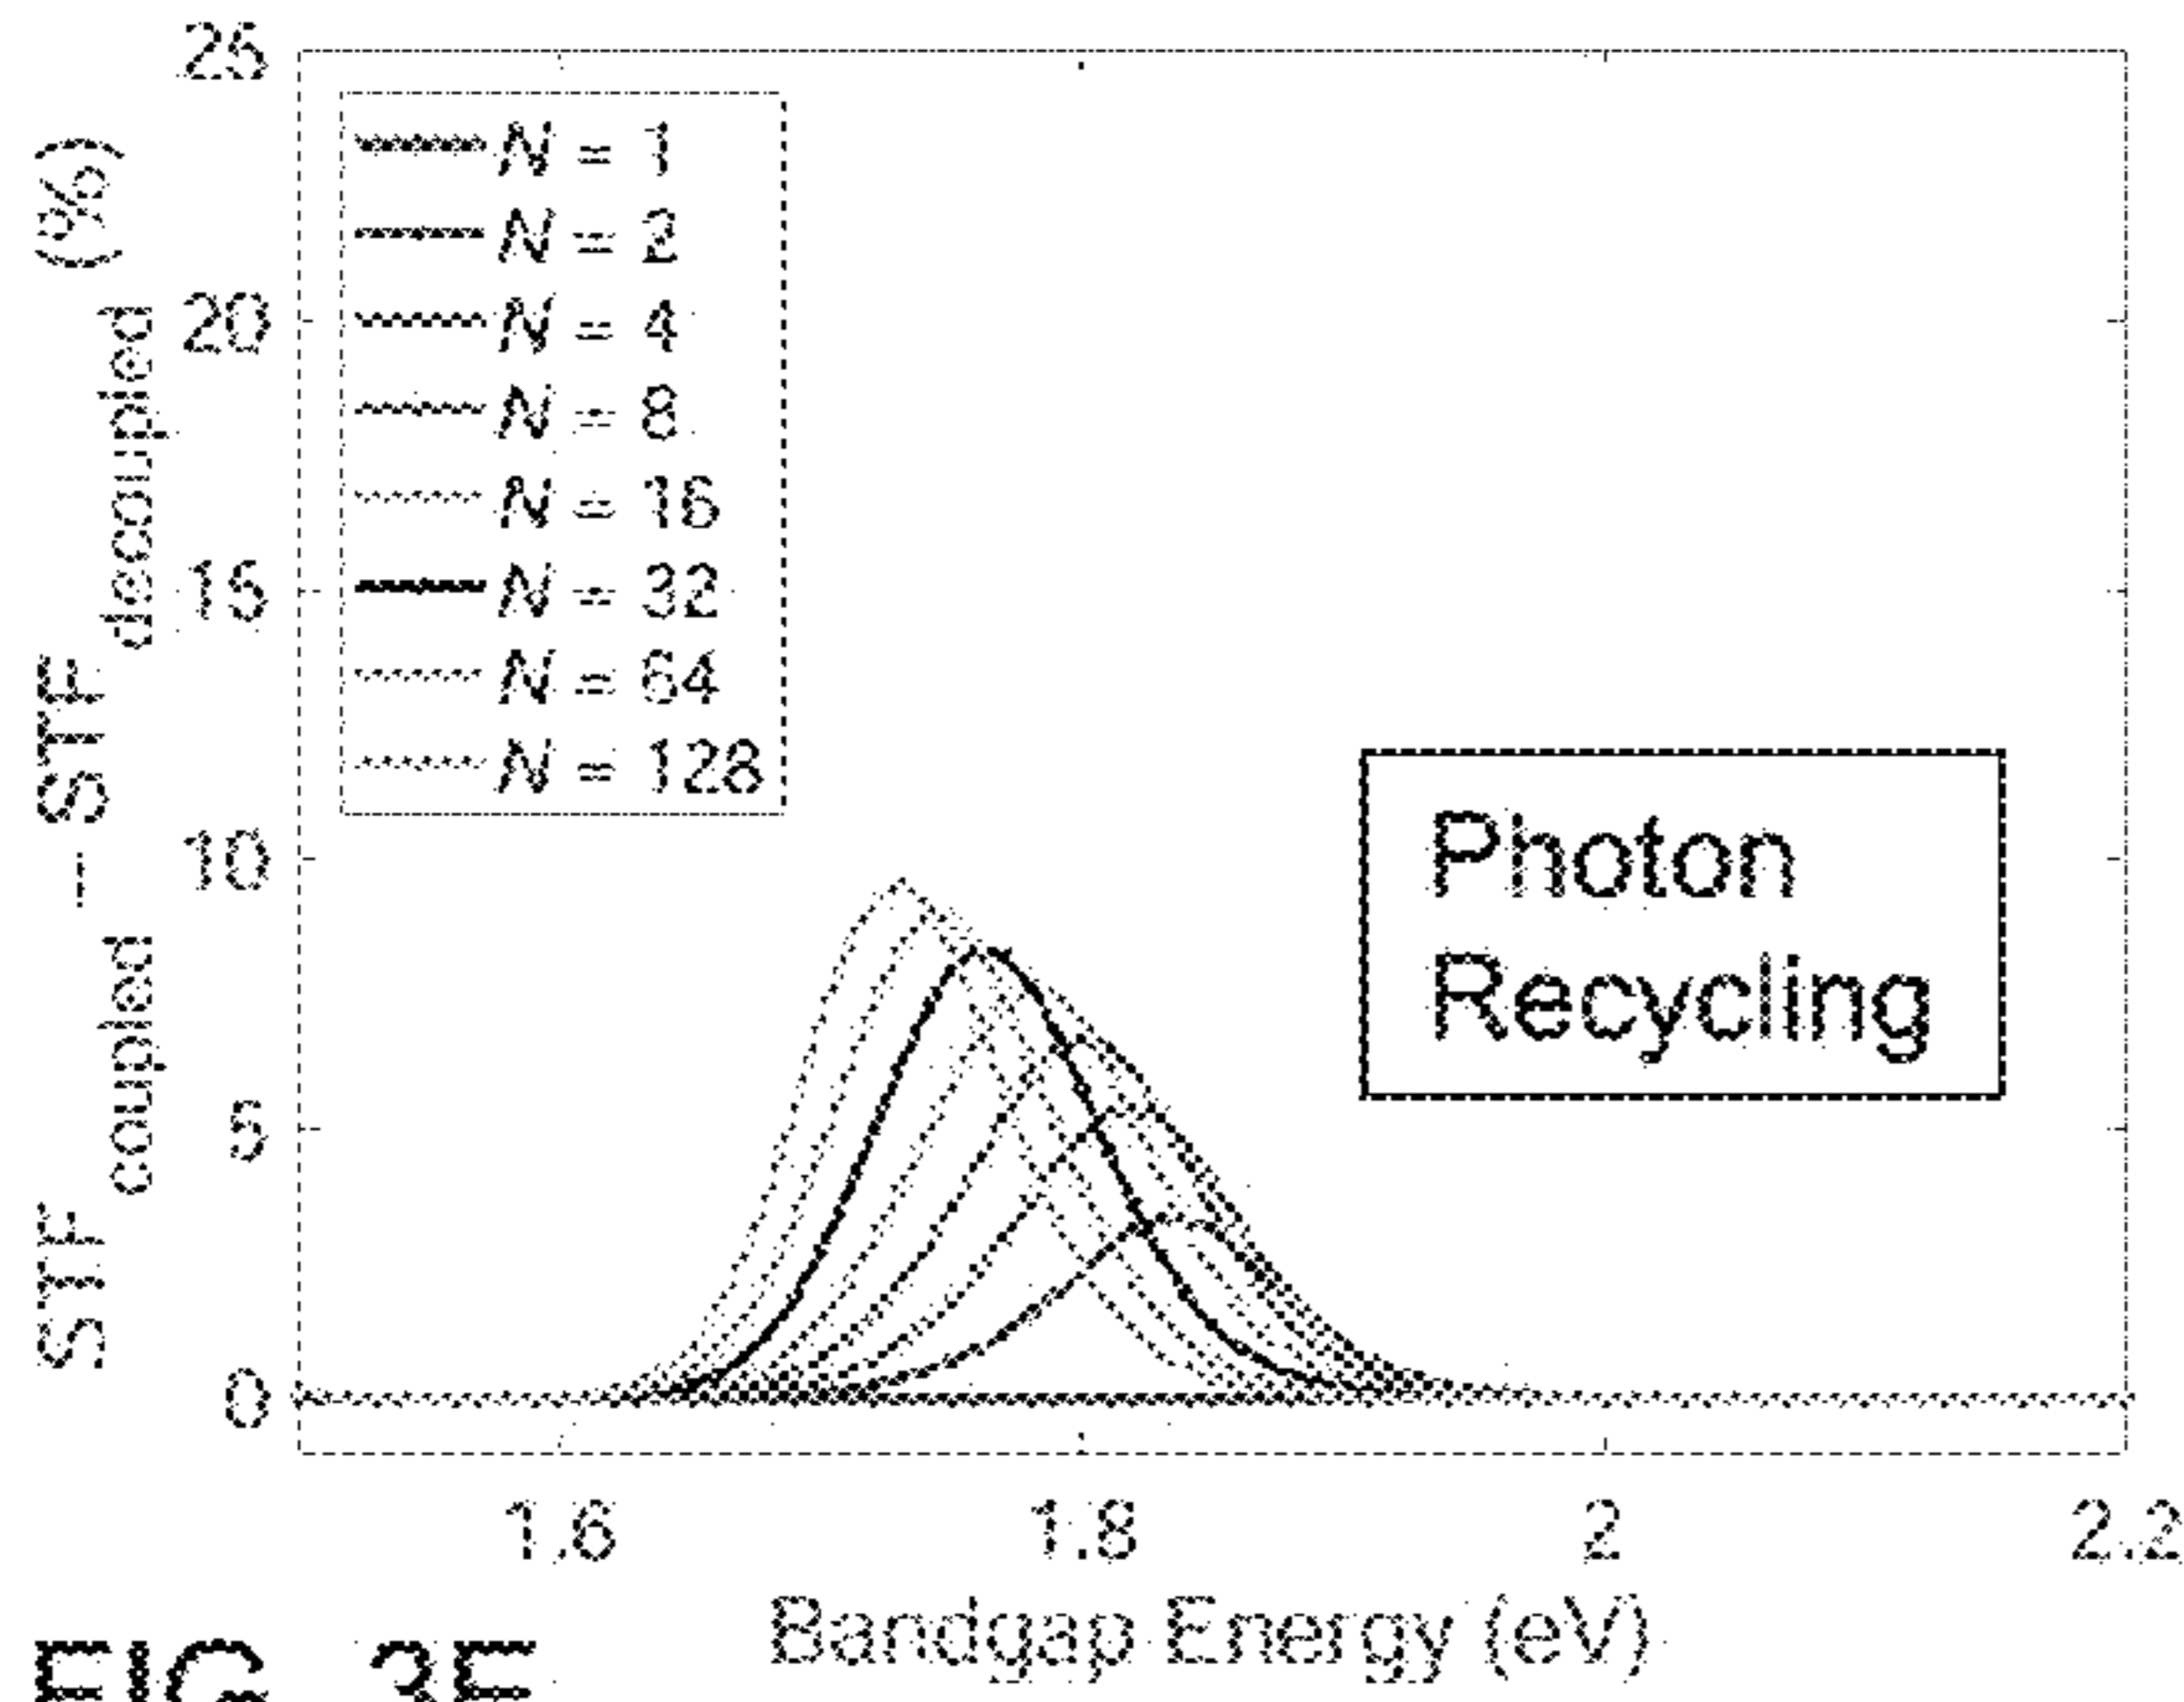 STF coupled – STF decoupled (%)
25
20
15
10
5
0
N = 1
N = 2
N = 4
N = 8
N = 16
N = 32
N = 64
N = 128
Photon
Recycling
1.6
1.8
2
2.2
Bandgap Energy (eV)